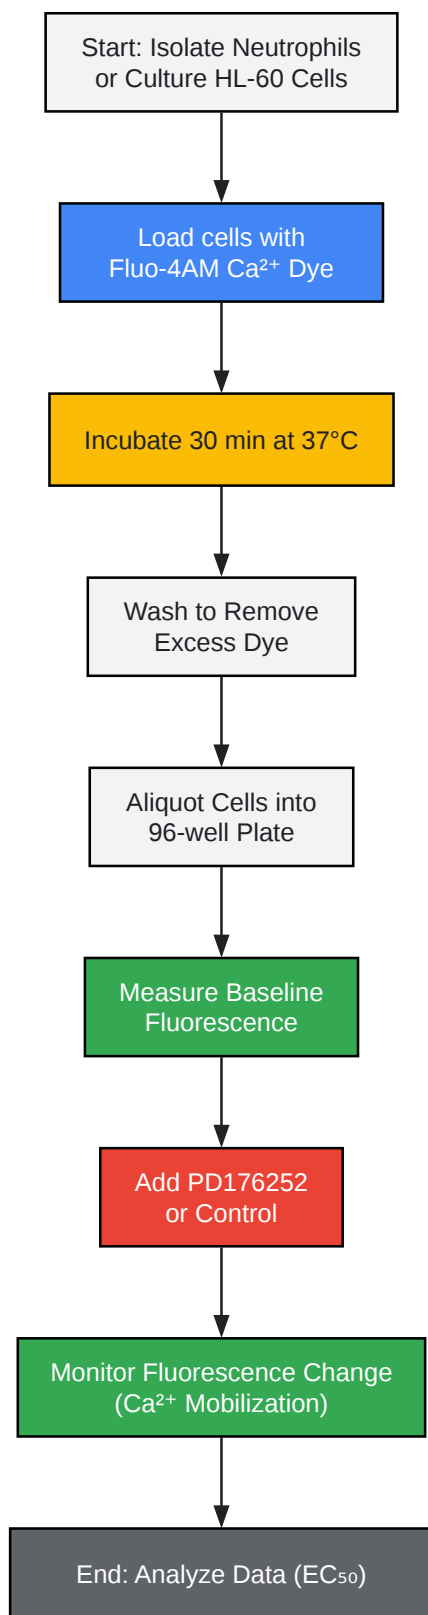 Start: Isolate Neutrophils
or Culture HL-60 Cells
Load cells with
Fluo-4AM Ca²⁺ Dye
Incubate 30 min at 37°C
Wash to Remove
Excess Dye
Aliquot Cells into
96-well Plate
Measure Baseline
Fluorescence
Add PD176252
or Control
Monitor Fluorescence Change
(Ca²⁺ Mobilization)
End: Analyze Data (EC₅₀)